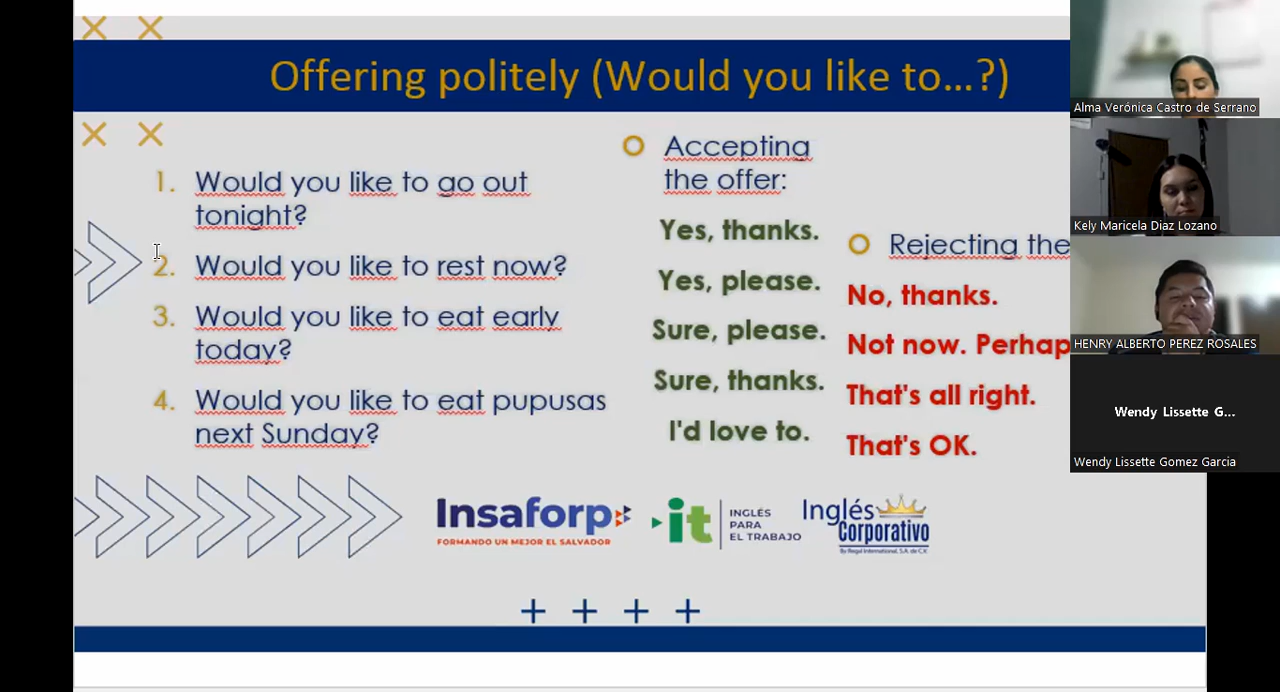 Offering politely (Would you like to...?)
1. Would you like to go out
tonight?
2. Would you like to rest now?
3. Would you like to eat early
today?
4. Would you like to eat pupusas
next Sunday?
Accepting
the offer:
Yes, thanks.
Yes, please.
Sure, please.
Sure, thanks.
I'd love to.
Rejecting the
No, thanks.
Not now. Perhap
That's all right.
That's OK.
Insaforp
FORMANDO UN MEJOR EL SALVADOR
it
INGLÉS
PARA
EL TRABAJO
Inglés
Corporativo
By Regal International, S.A. de C.V.
Alma Verónica Castro de Serrano
Kely Maricela Diaz Lozano
HENRY ALBERTO PEREZ ROSALES
Wendy Lissette G...
Wendy Lissette Gomez Garcia